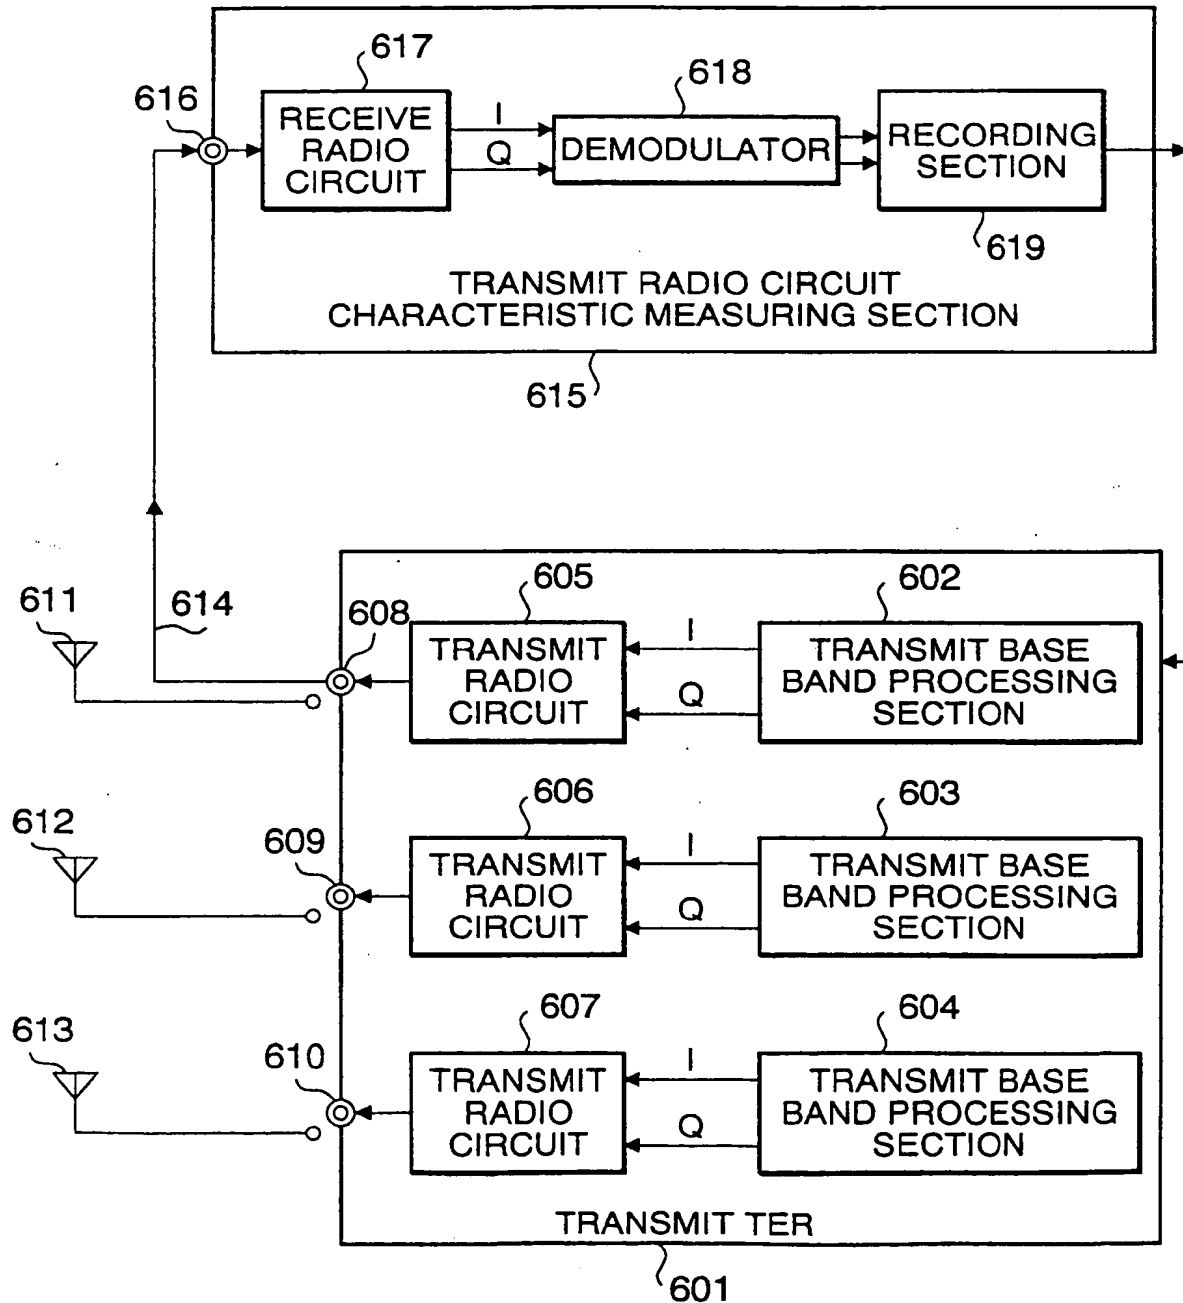 617
618
616
I
Q
RECEIVE
RADIO
CIRCUIT
DEMODULATOR
RECORDING
SECTION
619
TRANSMIT RADIO CIRCUIT
CHARACTERISTIC MEASURING SECTION
615
605
602
611
614
608
I
Q
TRANSMIT
RADIO
CIRCUIT
TRANSMIT BASE
BAND PROCESSING
SECTION
606
603
612
609
I
Q
TRANSMIT
RADIO
CIRCUIT
TRANSMIT BASE
BAND PROCESSING
SECTION
607
604
613
610
I
Q
TRANSMIT
RADIO
CIRCUIT
TRANSMIT BASE
BAND PROCESSING
SECTION
TRANSMIT TER
601